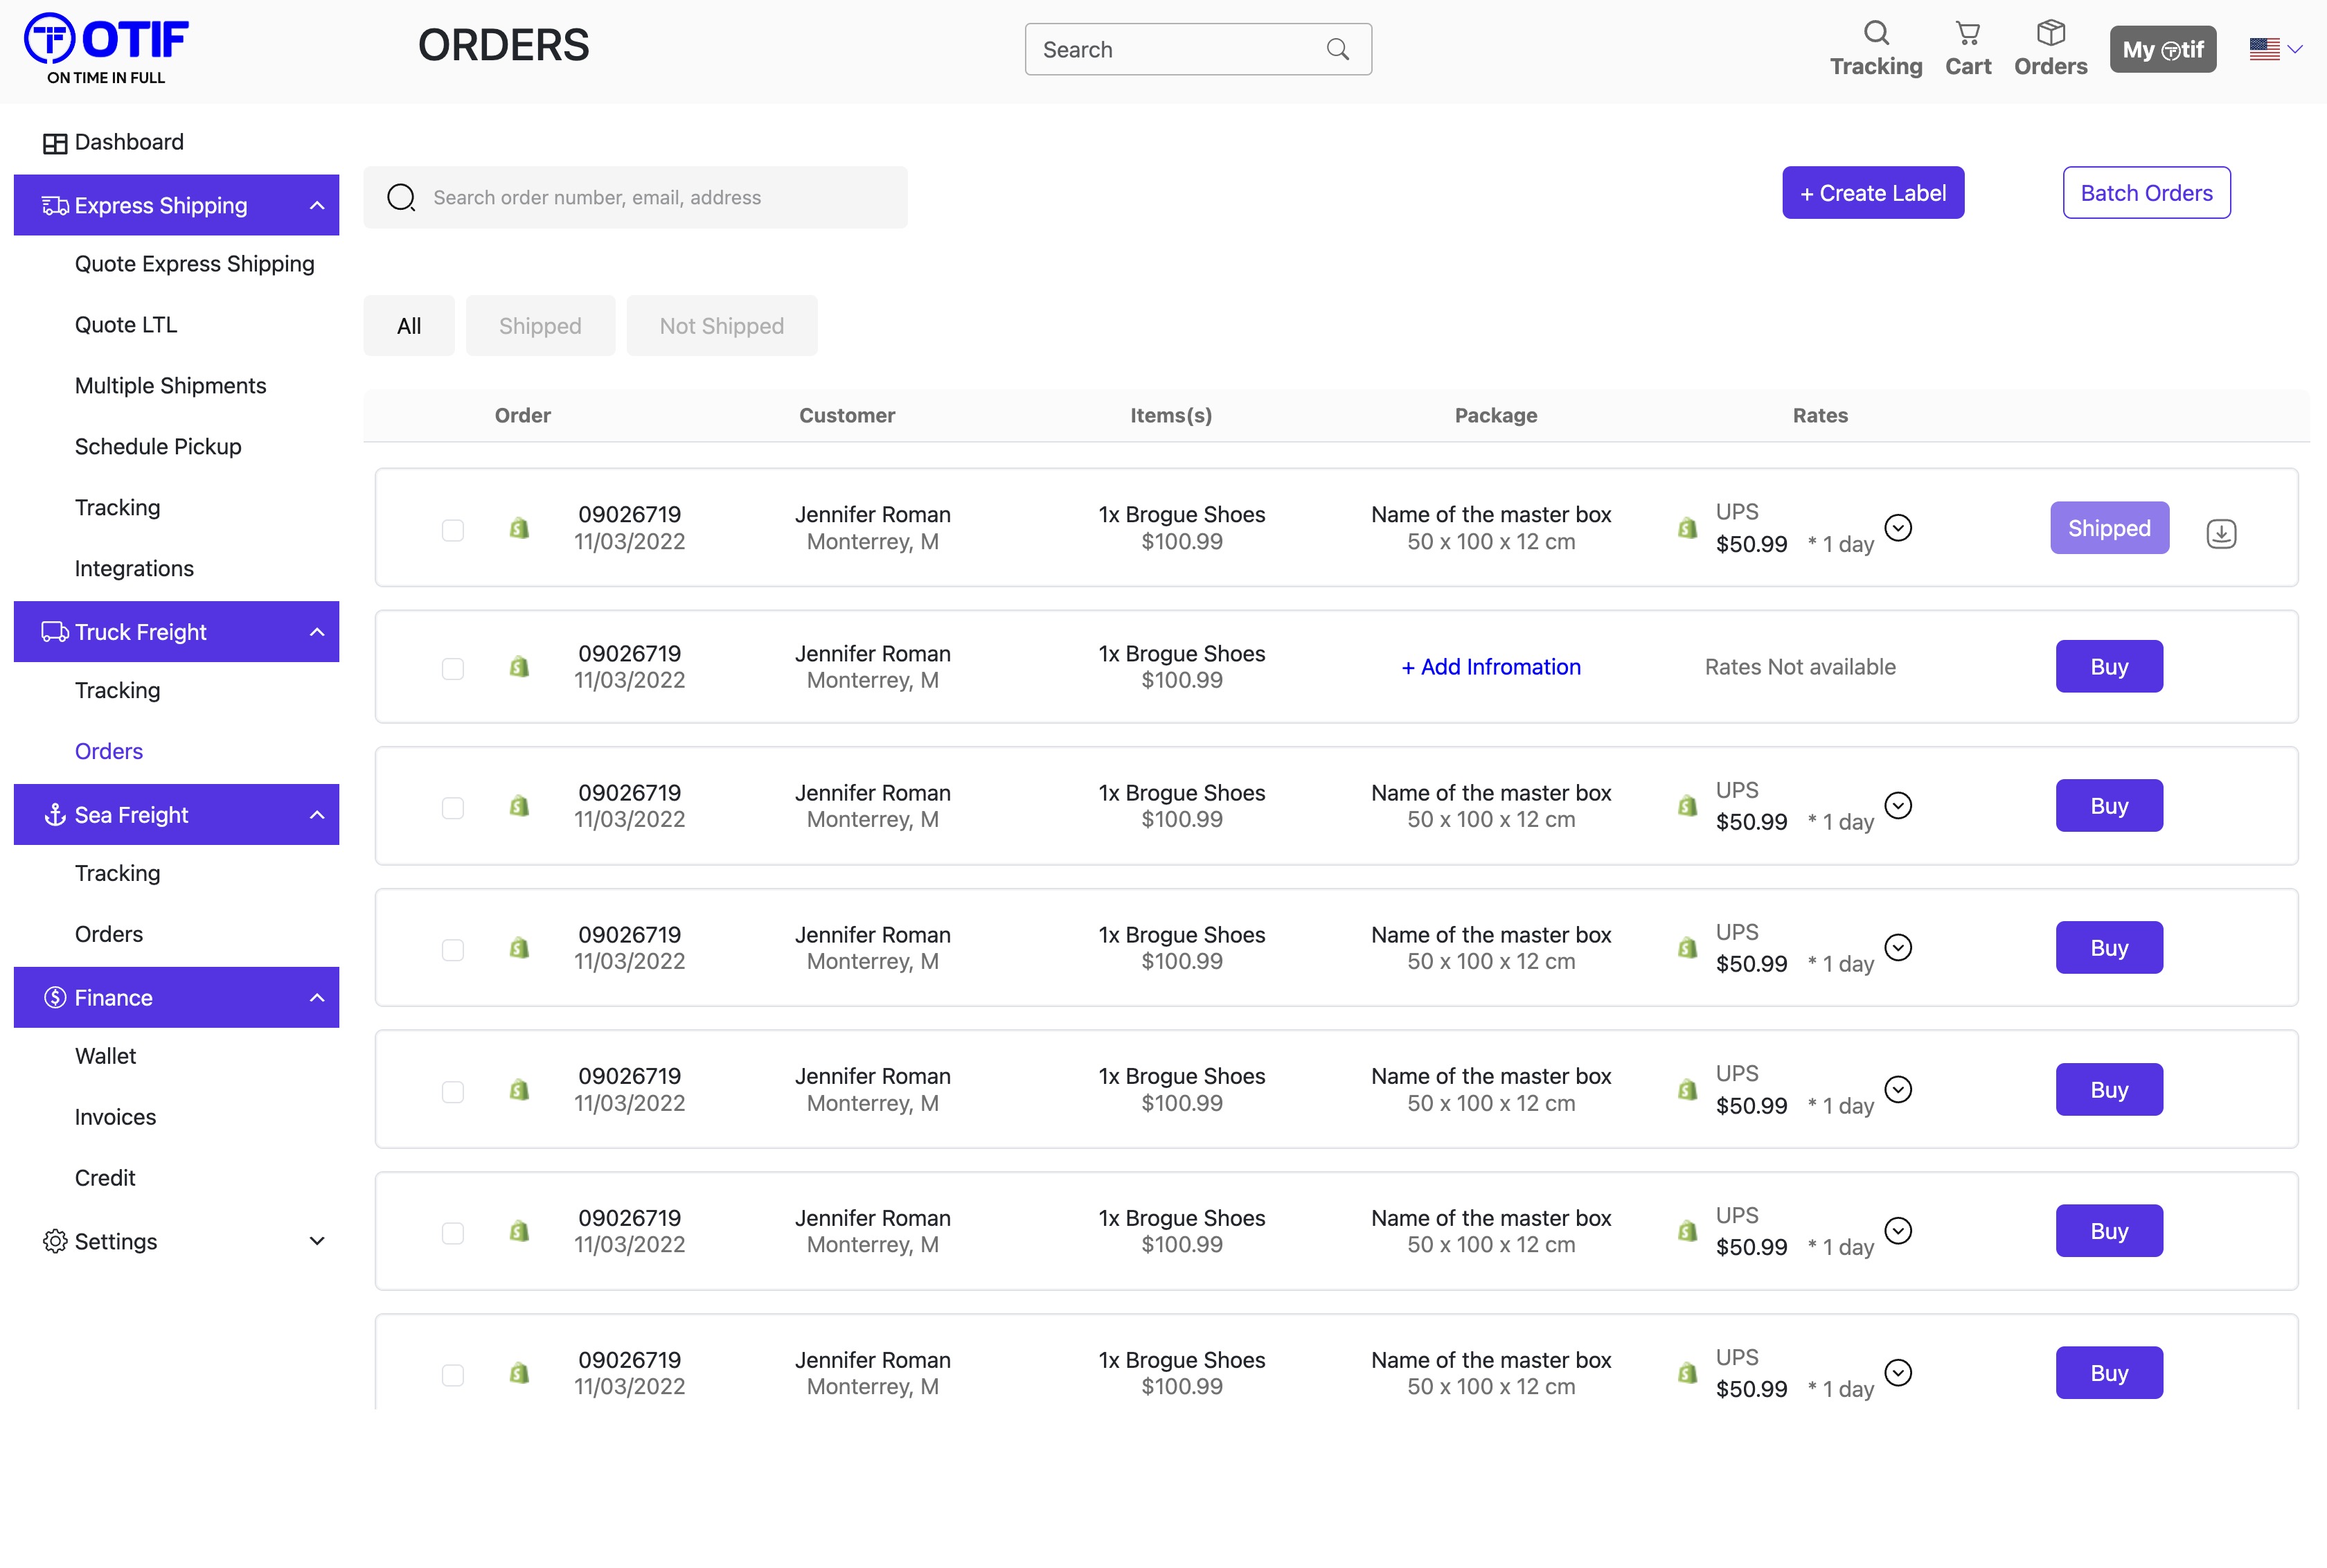 OTIF
ON TIME IN FULL
ORDERS
Search
Tracking
Cart
Orders
My Otif
Dashboard
Express Shipping
Quote Express Shipping
Quote LTL
Multiple Shipments
Schedule Pickup
Tracking
Integrations
Truck Freight
Tracking
Orders
Sea Freight
Tracking
Orders
Finance
Wallet
Invoices
Credit
Settings
Search order number, email, address
+ Create Label
Batch Orders
All
Shipped
Not Shipped
Order Customer Items(s) Package Rates
09026719 Jennifer Roman 1x Brogue Shoes Name of the master box UPS
11/03/2022 Monterrey, M $100.99 50 x 100 x 12 cm $50.99 * 1 day
Shipped
09026719 Jennifer Roman 1x Brogue Shoes
11/03/2022 Monterrey, M $100.99
+ Add Infromation Rates Not available Buy
09026719 Jennifer Roman 1x Brogue Shoes Name of the master box UPS
11/03/2022 Monterrey, M $100.99 50 x 100 x 12 cm $50.99 * 1 day
Buy
09026719 Jennifer Roman 1x Brogue Shoes Name of the master box UPS
11/03/2022 Monterrey, M $100.99 50 x 100 x 12 cm $50.99 * 1 day
Buy
09026719 Jennifer Roman 1x Brogue Shoes Name of the master box UPS
11/03/2022 Monterrey, M $100.99 50 x 100 x 12 cm $50.99 * 1 day
Buy
09026719 Jennifer Roman 1x Brogue Shoes Name of the master box UPS
11/03/2022 Monterrey, M $100.99 50 x 100 x 12 cm $50.99 * 1 day
Buy
09026719 Jennifer Roman 1x Brogue Shoes Name of the master box UPS
11/03/2022 Monterrey, M $100.99 50 x 100 x 12 cm $50.99 * 1 day
Buy